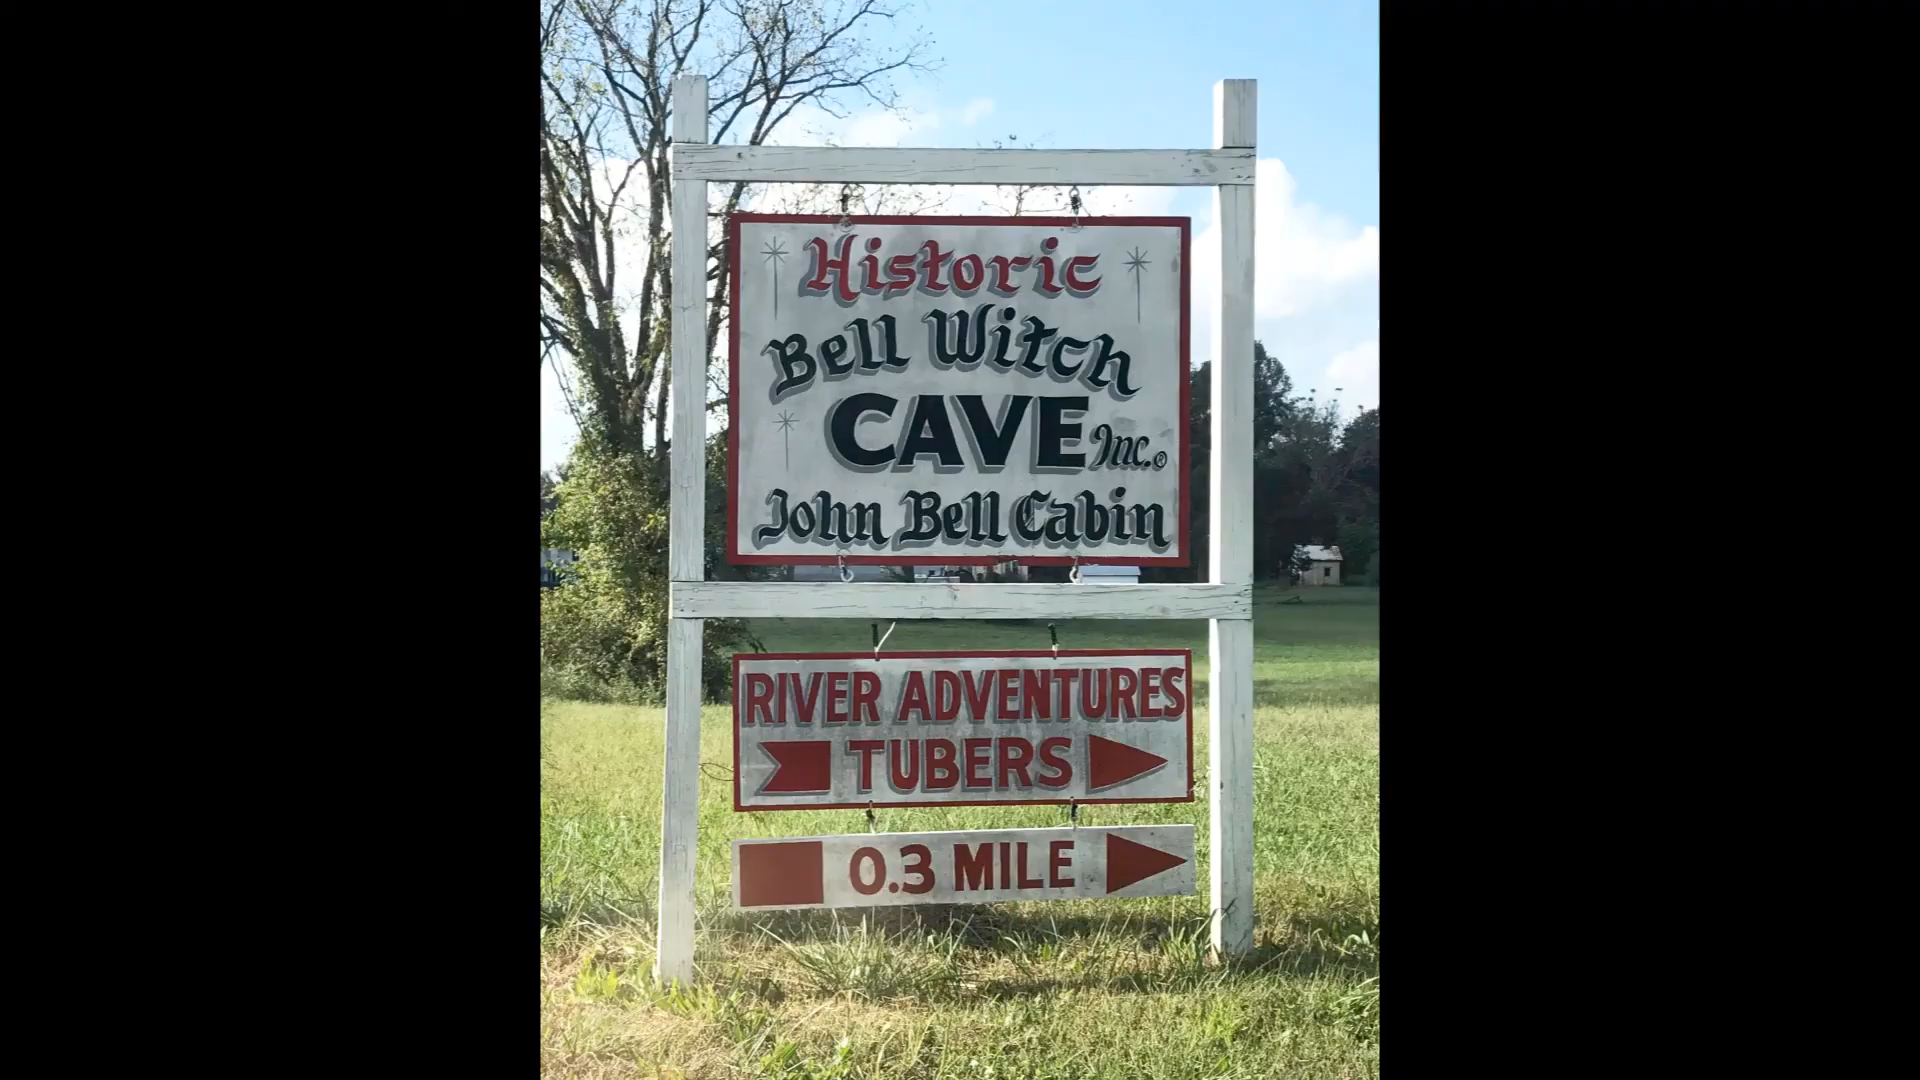 Historic
Bell Witch
CAVE Inc.®
John Bell Cabin
RIVER ADVENTURES
TUBERS
0.3 MILE